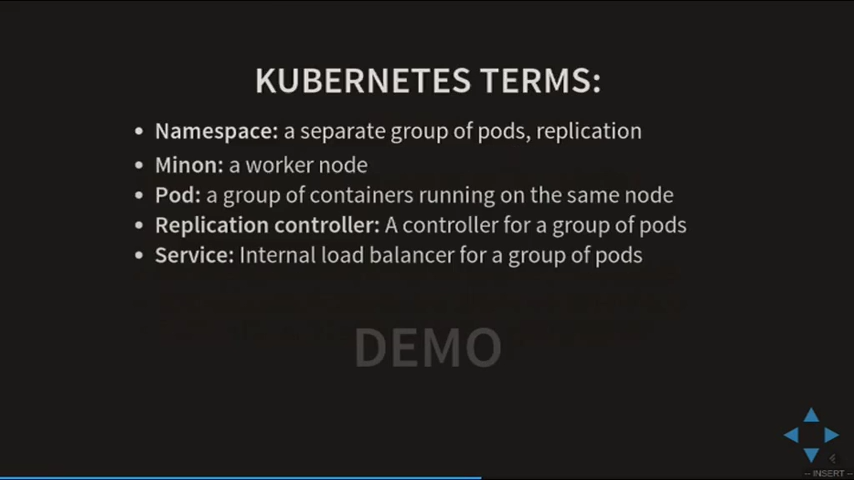 KUBERNETES TERMS:
• Namespace: a separate group of pods, replication
• Minon: a worker node
• Pod: a group of containers running on the same node
• Replication controller: A controller for a group of pods
• Service: Internal load balancer for a group of pods
DEMO
-- INSERT --